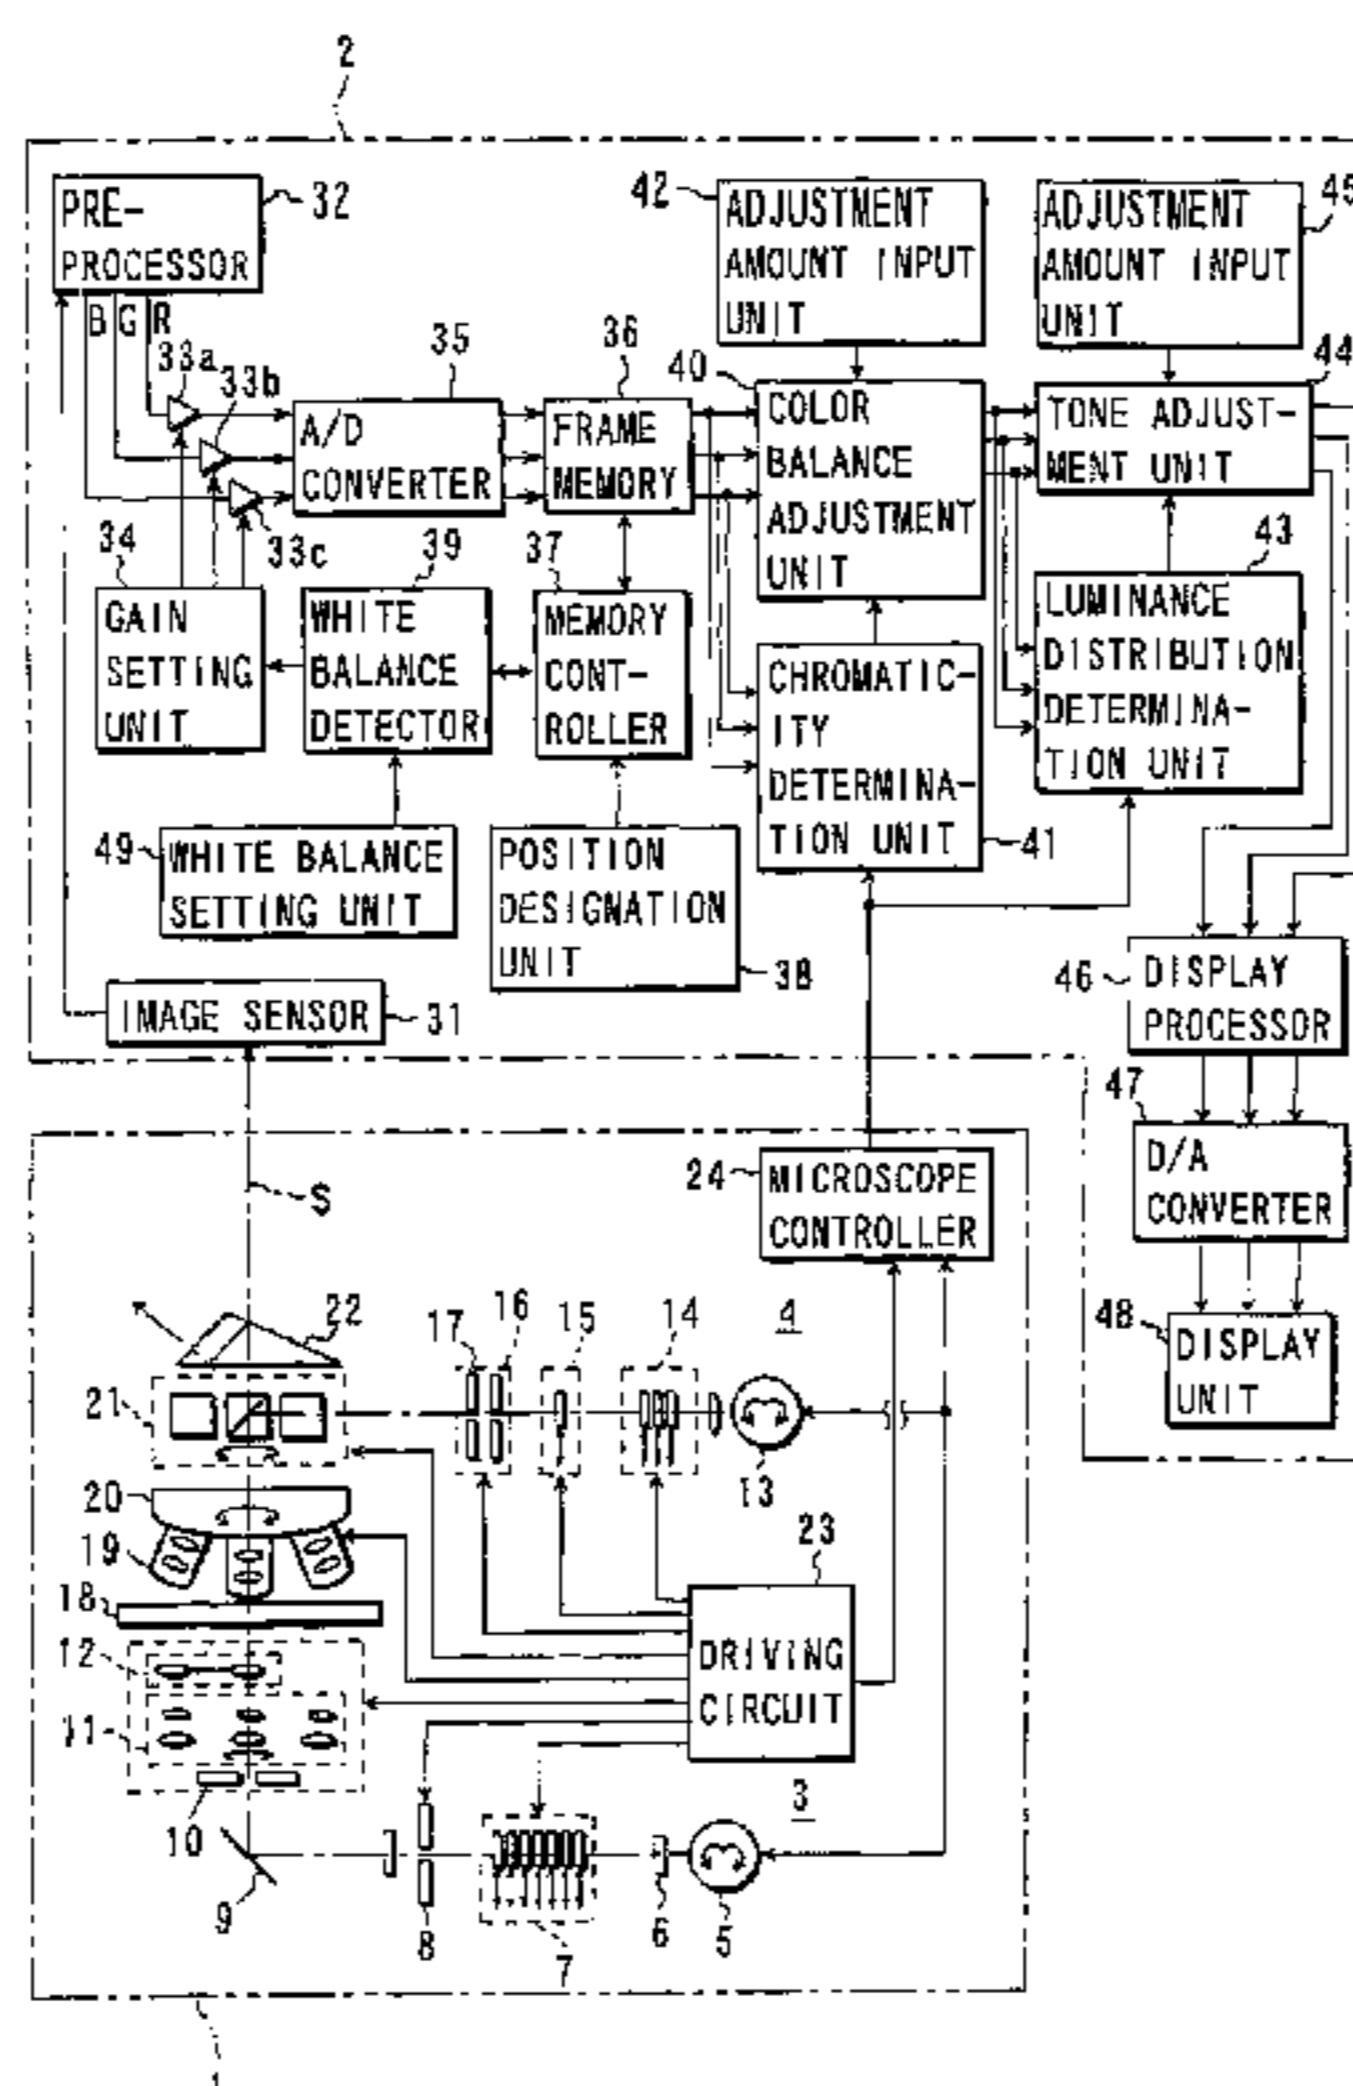 2
PRE-
PROCESSOR
32
42
ADJUSTMENT
AMOUNT INPUT
UNIT
ADJUSTMENT
AMOUNT INPUT
UNIT
45
B G R
33a
33b
33c
35
A/D
CONVERTER
36
FRAME
MEMORY
40
COLOR
BALANCE
ADJUSTMENT
UNIT
44
TONE ADJUST-
MENT UNIT
34
GAIN
SETTING
UNIT
39
WHITE
BALANCE
DETECTOR
37
MEMORY
CONT-
ROLLER
CHROMATIC-
ITY
DETERMINA-
TION UNIT
41
43
LUMINANCE
DISTRIBUTION
DETERMINA-
TION UNIT
49
WHITE BALANCE
SETTING UNIT
POSITION
DESIGNATION
UNIT
38
IMAGE SENSOR
31
46
DISPLAY
PROCESSOR
47
D/A
CONVERTER
48
DISPLAY
UNIT
S
24
MICROSCOPE
CONTROLLER
22
17
16
15
14
4
21
13
20
19
18
23
DRIVING
CIRCUIT
12
11
10
3
9
8
7
6
5
1